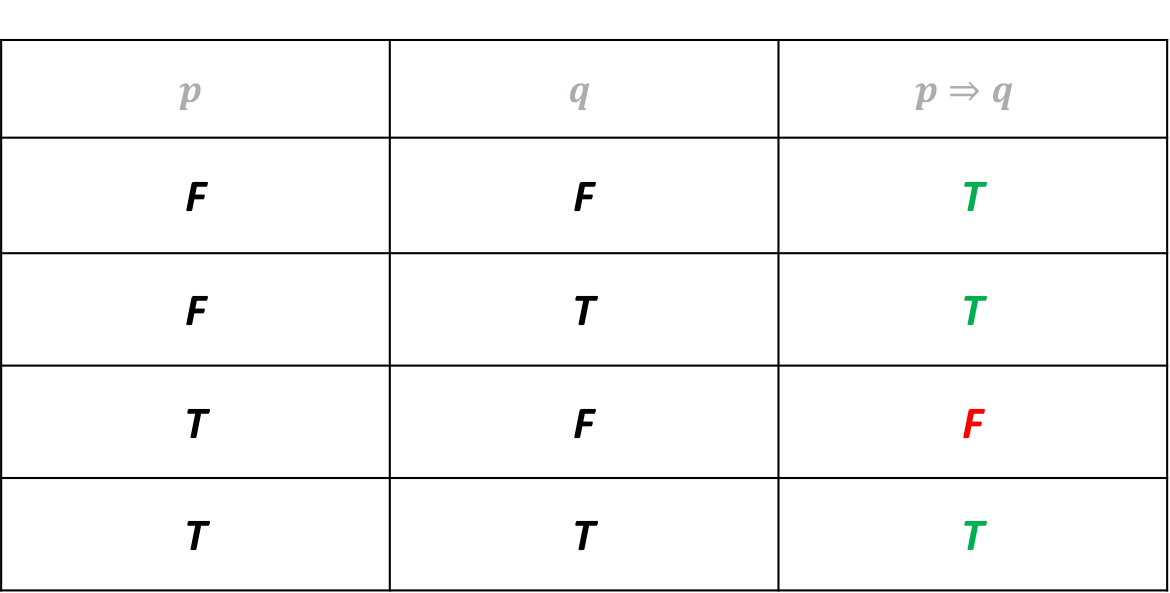 p q p ⇒ q
F F T
F T T
T F F
T T T